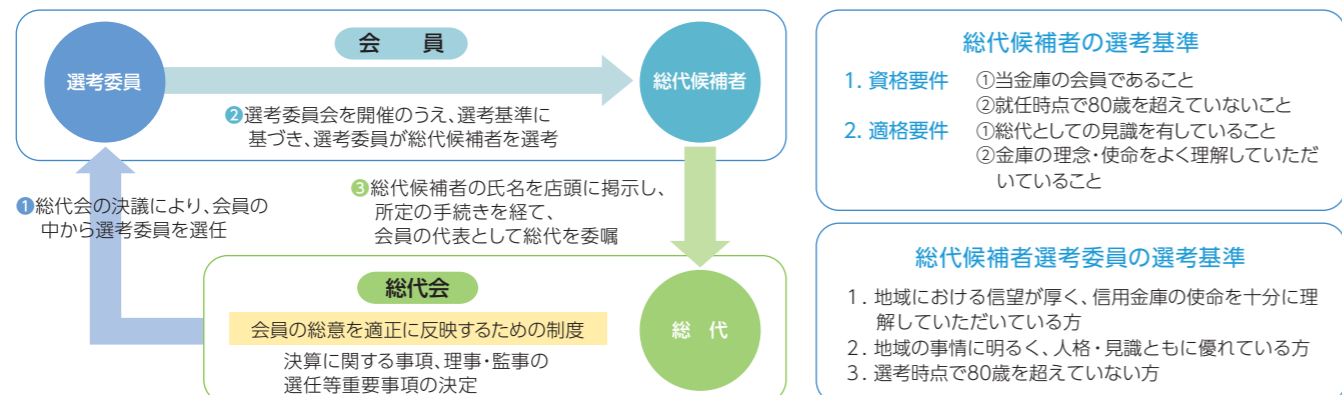 会　員
選考委員
総代候補者
❷選考委員会を開催のうえ、選考基準に
基づき、選考委員が総代候補者を選考
❶総代会の決議により、会員の
中から選考委員を選任
❸総代候補者の氏名を店頭に掲示し、
所定の手続きを経て、
会員の代表として総代を委嘱
総代会
会員の総意を適正に反映するための制度
決算に関する事項、理事・監事の
選任等重要事項の決定
総　代
総代候補者の選考基準
1. 資格要件　①当金庫の会員であること
②就任時点で80歳を超えていないこと
2. 適格要件　①総代としての見識を有していること
②金庫の理念・使命をよく理解していただ
いていること
総代候補者選考委員の選考基準
1. 地域における信望が厚く、信用金庫の使命を十分に理
解していただいている方
2. 地域の事情に明るく、人格・見識ともに優れている方
3. 選考時点で80歳を超えていない方